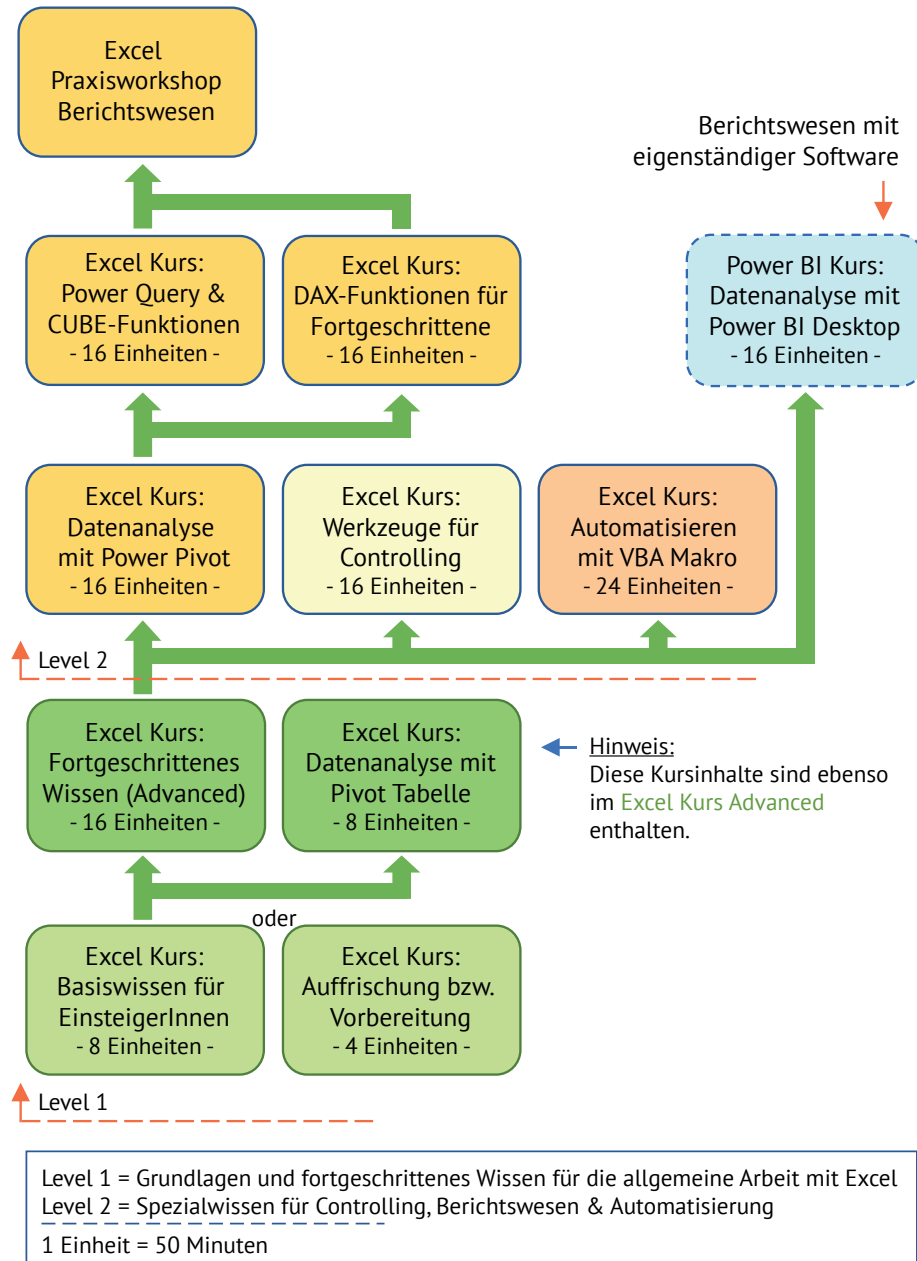 Excel
Praxisworkshop
Berichtswesen
Berichtswesen mit
eigenständiger Software
Excel Kurs:
Power Query &
CUBE-Funktionen
- 16 Einheiten -
Excel Kurs:
DAX-Funktionen für
Fortgeschrittene
- 16 Einheiten -
Power BI Kurs:
Datenanalyse mit
Power BI Desktop
- 16 Einheiten -
Excel Kurs:
Datenanalyse
mit Power Pivot
- 16 Einheiten -
Excel Kurs:
Werkzeuge für
Controlling
- 16 Einheiten -
Excel Kurs:
Automatisieren
mit VBA Makro
- 24 Einheiten -
Level 2
Excel Kurs:
Fortgeschrittenes
Wissen (Advanced)
- 16 Einheiten -
Excel Kurs:
Datenanalyse mit
Pivot Tabelle
- 8 Einheiten -
Hinweis:
Diese Kursinhalte sind ebenso
im Excel Kurs Advanced
enthalten.
oder
Excel Kurs:
Basiswissen für
EinsteigerInnen
- 8 Einheiten -
Excel Kurs:
Auffrischung bzw.
Vorbereitung
- 4 Einheiten -
Level 1
Level 1 = Grundlagen und fortgeschrittenes Wissen für die allgemeine Arbeit mit Excel
Level 2 = Spezialwissen für Controlling, Berichtswesen & Automatisierung
1 Einheit = 50 Minuten